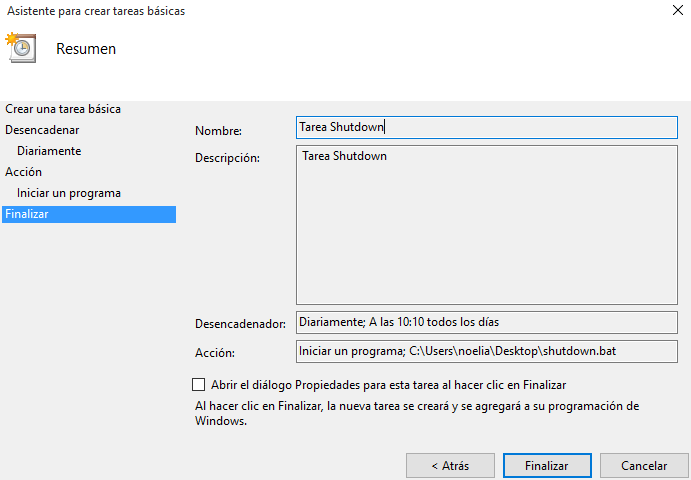 Asistente para crear tareas básicas
Resumen
Crear una tarea básica
Desencadenar
Diariamente
Acción
Iniciar un programa
Finalizar
Nombre:
Tarea Shutdown
Descripción:
Tarea Shutdown
Desencadenador:
Diariamente; A las 10:10 todos los días
Acción:
Iniciar un programa; C:\Users\noelia\Desktop\shutdown.bat
Abrir el diálogo Propiedades para esta tarea al hacer clic en Finalizar
Al hacer clic en Finalizar, la nueva tarea se creará y se agregará a su programación de
Windows.
< Atrás
Finalizar
Cancelar